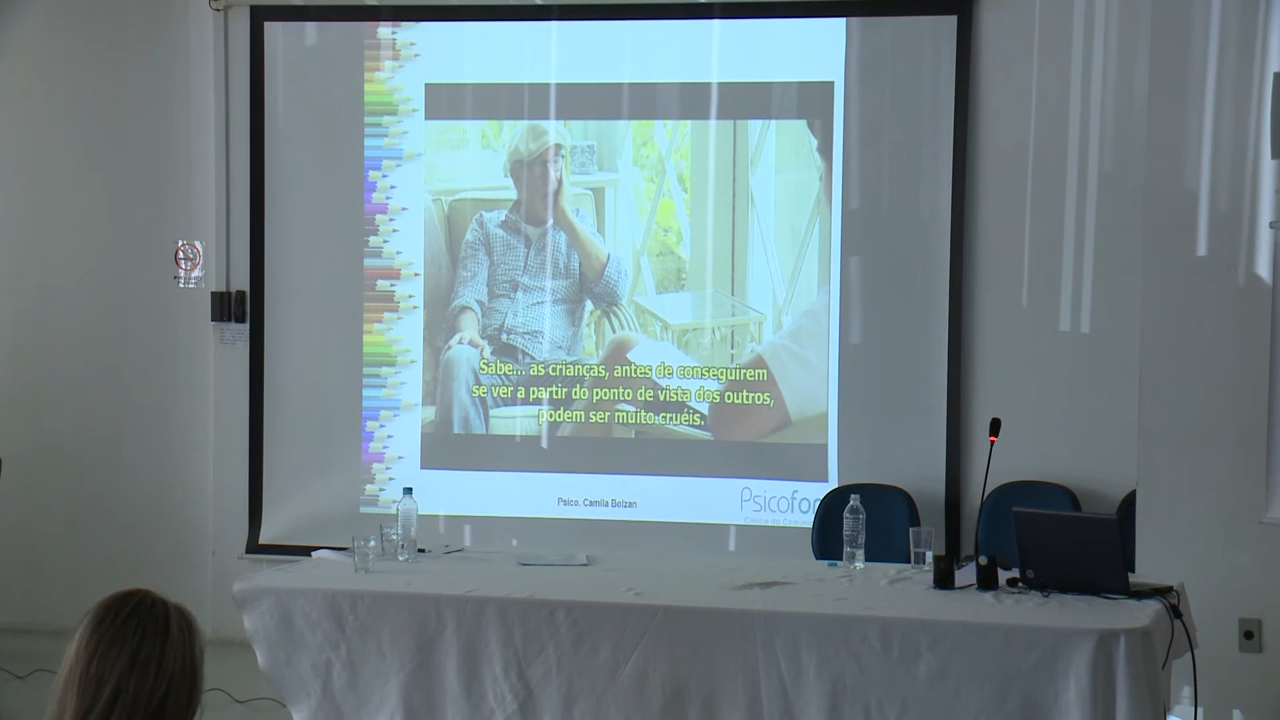 Sabe... as crianças, antes de conseguirem
se ver a partir do ponto de vista dos outros,
podem ser muito cruéis.
Psico. Camila Bolzan
Psicofor